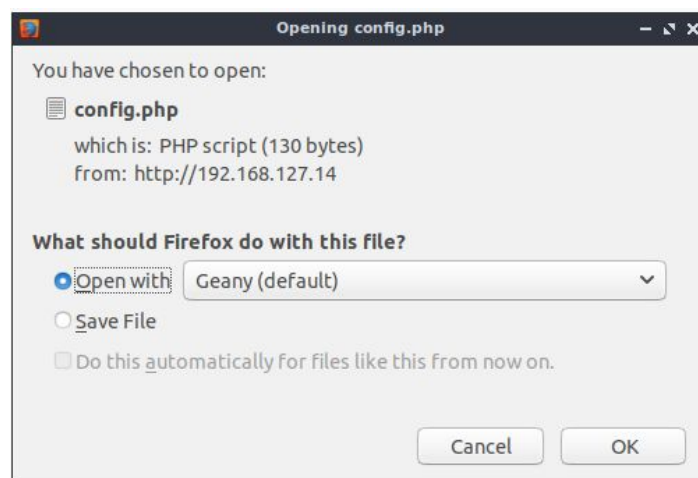 Opening config.php
You have chosen to open:
config.php
which is: PHP script (130 bytes)
from: http://192.168.127.14
What should Firefox do with this file?
Open with Geany (default)
Save File
Do this automatically for files like this from now on.
Cancel OK